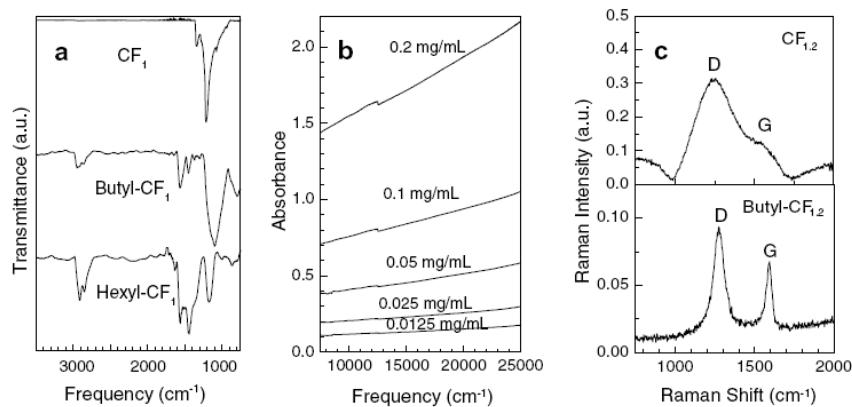 a
CF₁
Butyl-CF₁
Hexyl-CF₁
Transmittance (a.u.)
3000 2000 1000
Frequency (cm⁻¹)
b
0.2 mg/mL
0.1 mg/mL
0.05 mg/mL
0.025 mg/mL
0.0125 mg/mL
Absorbance
2.0
1.5
1.0
0.5
0.0
10000 15000 20000 25000
Frequency (cm⁻¹)
c
CF₁.₂
D
G
0.5
0.4
0.3
0.2
0.1
0.0
Raman Intensity (a.u.)
Butyl-CF₁.₂
D
G
0.10
0.05
0.00
1000 1500 2000
Raman Shift (cm⁻¹)